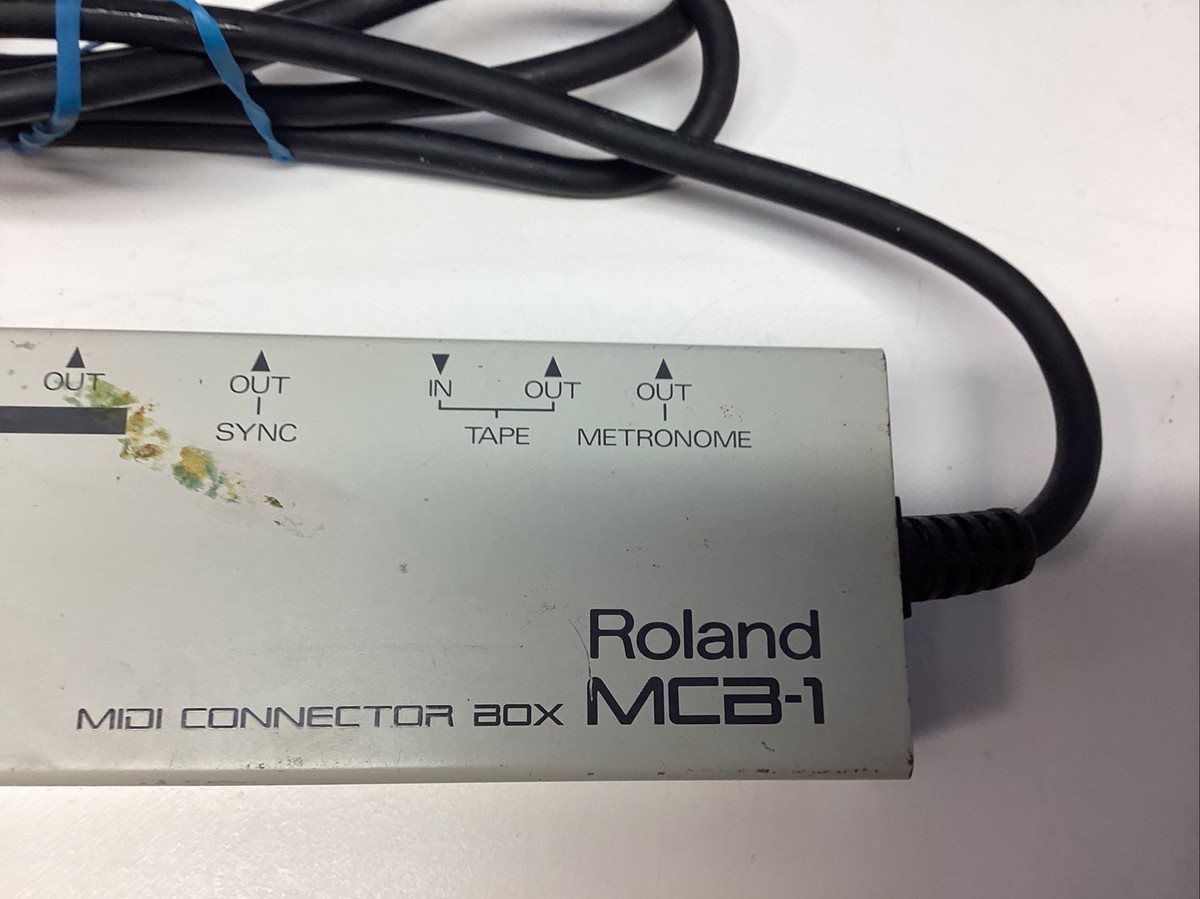 OUT OUT IN OUT OUT
SYNC TAPE METRONOME
Roland
MIDI CONNECTOR BOX MCB-1